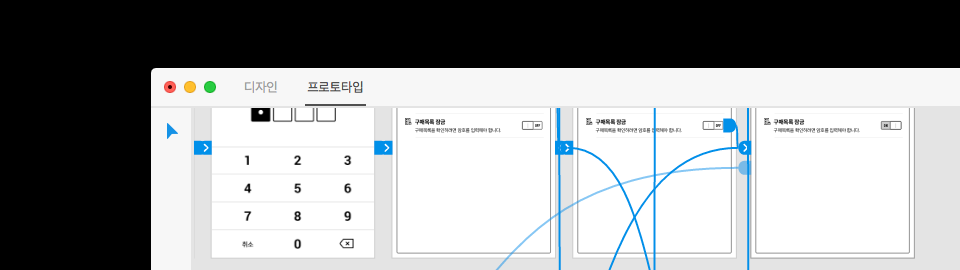 디자인 프로토타입
1 2 3
4 5 6
7 8 9
취소 0
구매목록 잠금
구매목록을 확인하려면 암호를 입력해야 합니다.
OFF
구매목록 잠금
구매목록을 확인하려면 암호를 입력해야 합니다.
OFF
구매목록 잠금
구매목록을 확인하려면 암호를 입력해야 합니다.
ON